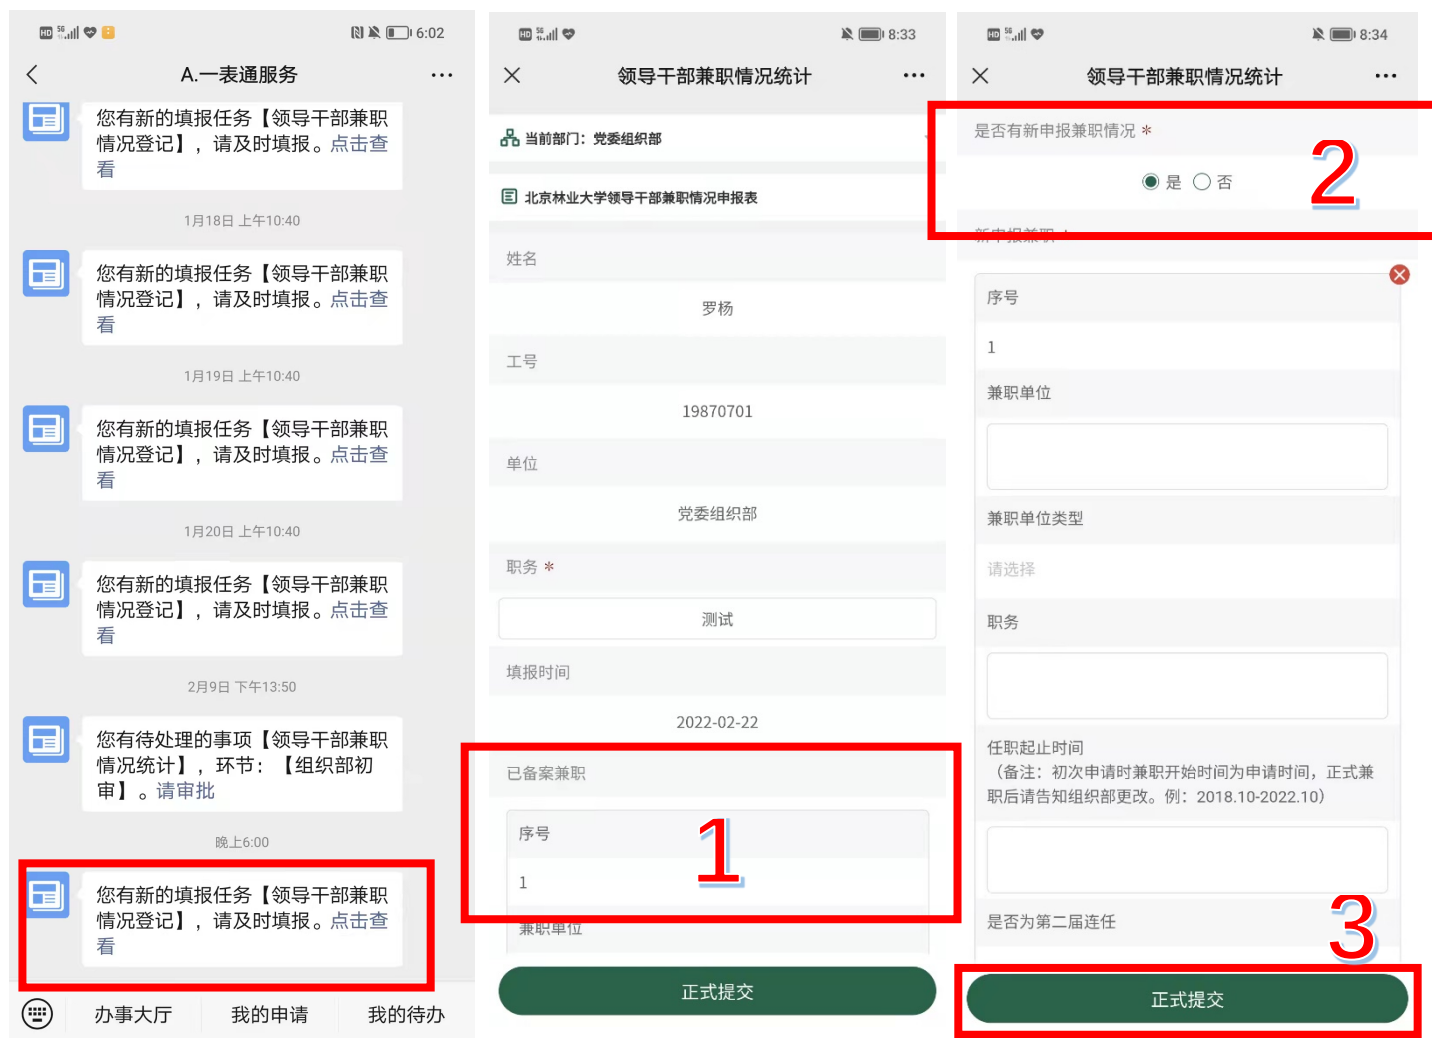 HD 5G 6:02
A.一表通服务
您有新的填报任务【领导干部兼职
情况登记】，请及时填报。点击查
看
1月18日 上午10:40
您有新的填报任务【领导干部兼职
情况登记】，请及时填报。点击查
看
1月19日 上午10:40
您有新的填报任务【领导干部兼职
情况登记】，请及时填报。点击查
看
1月20日 上午10:40
您有新的填报任务【领导干部兼职
情况登记】，请及时填报。点击查
看
2月9日 下午13:50
您有待处理的事项【领导干部兼职
情况统计】，环节：【组织部初
审】。请审批
晚上6:00
您有新的填报任务【领导干部兼职
情况登记】，请及时填报。点击查
看
办事大厅 我的申请 我的待办
HD 5G 8:33
领导干部兼职情况统计
当前部门：党委组织部
北京林业大学领导干部兼职情况申报表
姓名
罗杨
工号
19870701
单位
党委组织部
职务 *
测试
填报时间
2022-02-22
已备案兼职
序号
1
1
兼职单位
正式提交
HD 5G 8:34
领导干部兼职情况统计
是否有新申报兼职情况 *
是 否
2
新申报兼职
序号
1
兼职单位
兼职单位类型
请选择
职务
任职起止时间
（备注：初次申请时兼职开始时间为申请时间，正式兼
职后请告知组织部更改。例：2018.10-2022.10）
是否为第二届连任
3
正式提交